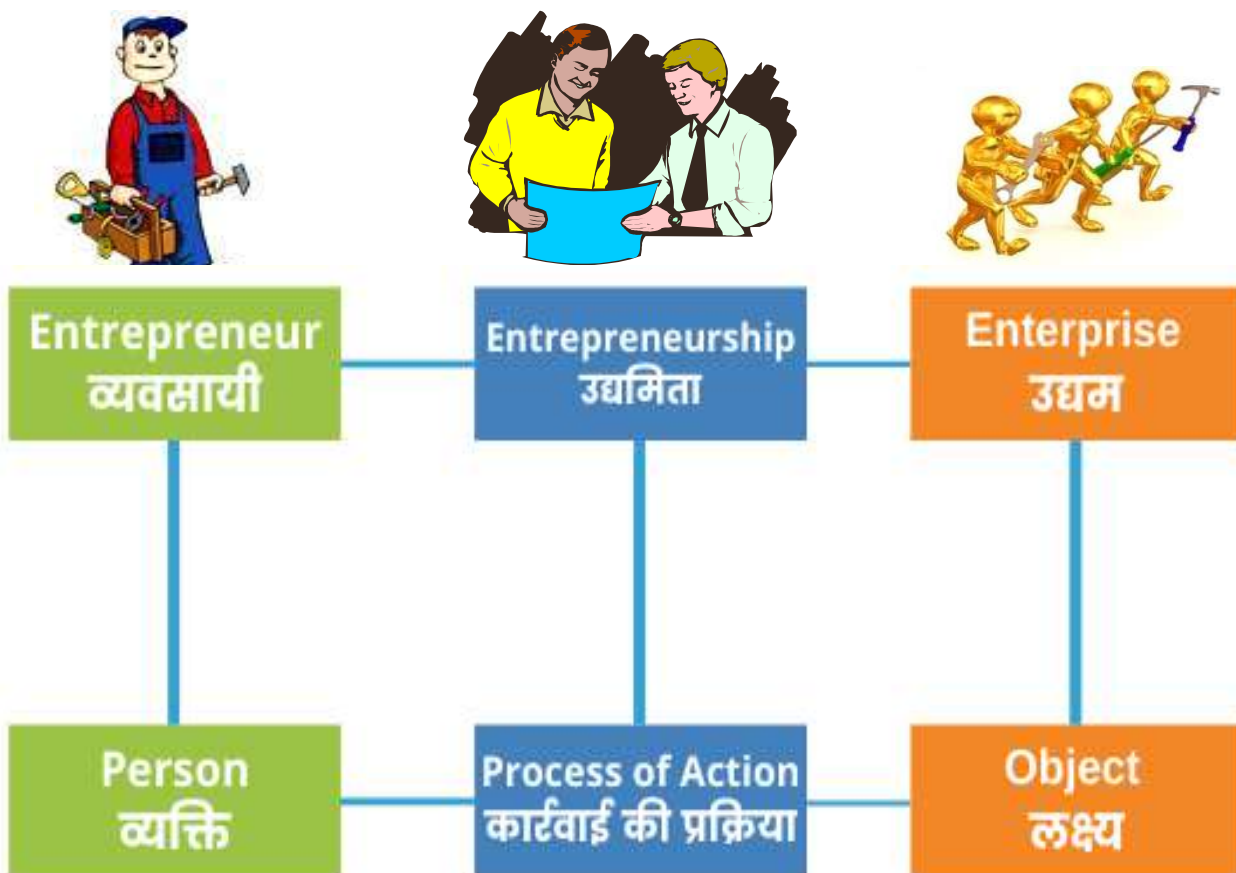 Entrepreneur
व्यवसायी
Entrepreneurship
उद्यमिता
Enterprise
उद्यम
Person
व्यक्ति
Process of Action
कार्रवाई की प्रक्रिया
Object
लक्ष्य